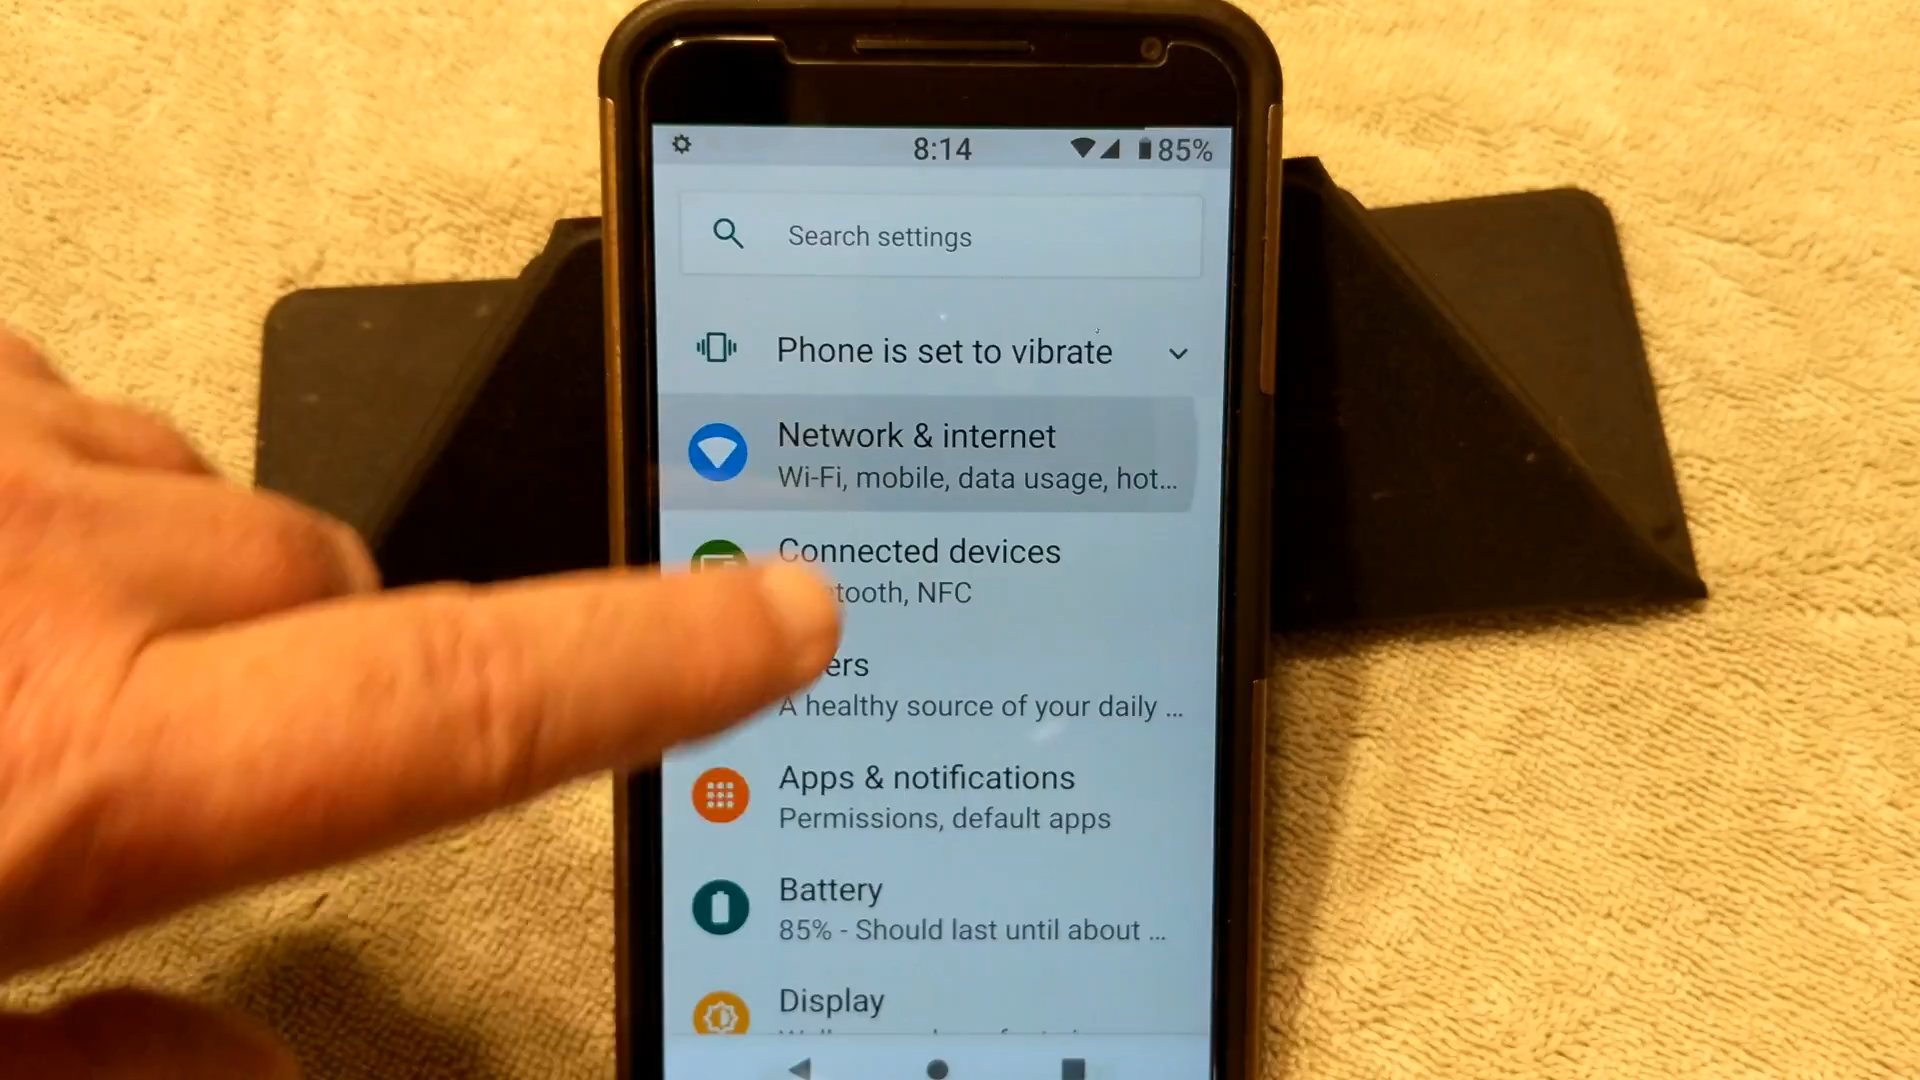 8:14 85%
Search settings
Phone is set to vibrate
Network & internet
Wi-Fi, mobile, data usage, hot...
Connected devices
etooth, NFC
ers
A healthy source of your daily ...
Apps & notifications
Permissions, default apps
Battery
85% - Should last until about ...
Display